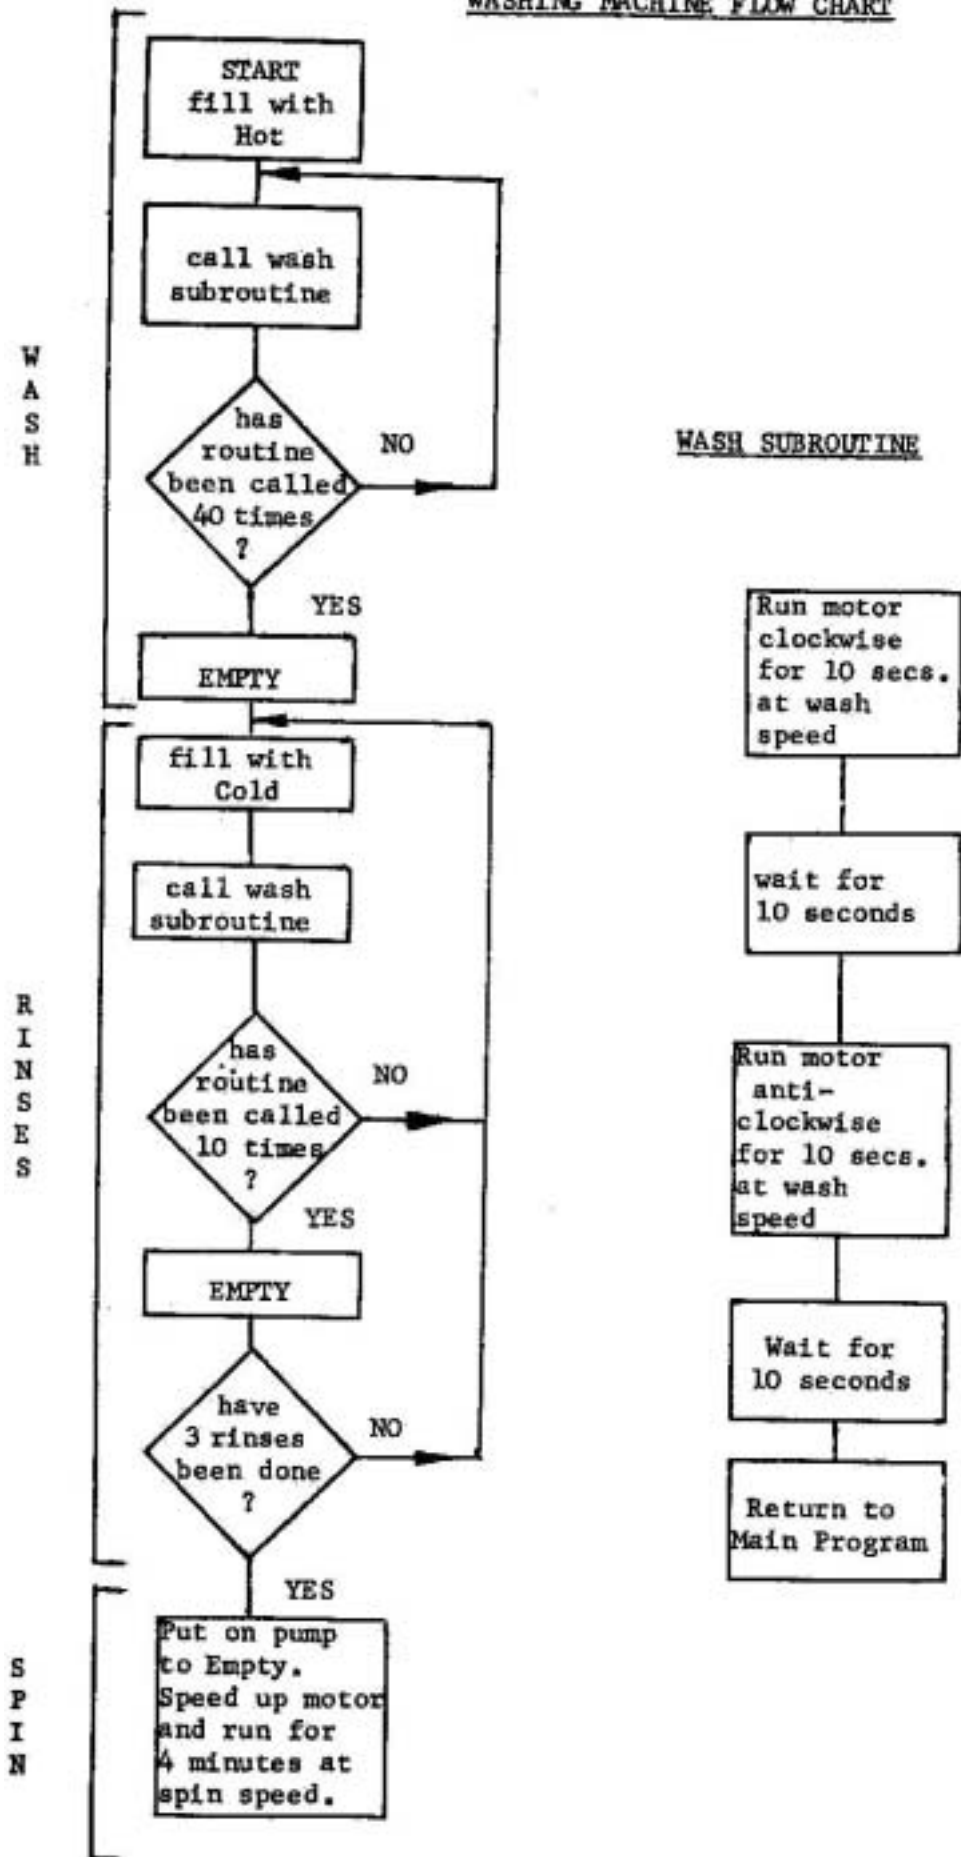 WASHING MACHINE FLOW CHART
START
fill with
Hot
call wash
subroutine
has
routine
been called
40 times
?
NO
YES
EMPTY
W
A
S
H
fill with
Cold
call wash
subroutine
has
routine
been called
10 times
?
NO
YES
EMPTY
have
3 rinses
been done
?
NO
YES
R
I
N
S
E
S
Put on pump
to Empty.
Speed up motor
and run for
4 minutes at
spin speed.
S
P
I
N
WASH SUBROUTINE
Run motor
clockwise
for 10 secs.
at wash
speed
wait for
10 seconds
Run motor
anti-
clockwise
for 10 secs.
at wash
speed
Wait for
10 seconds
Return to
Main Program